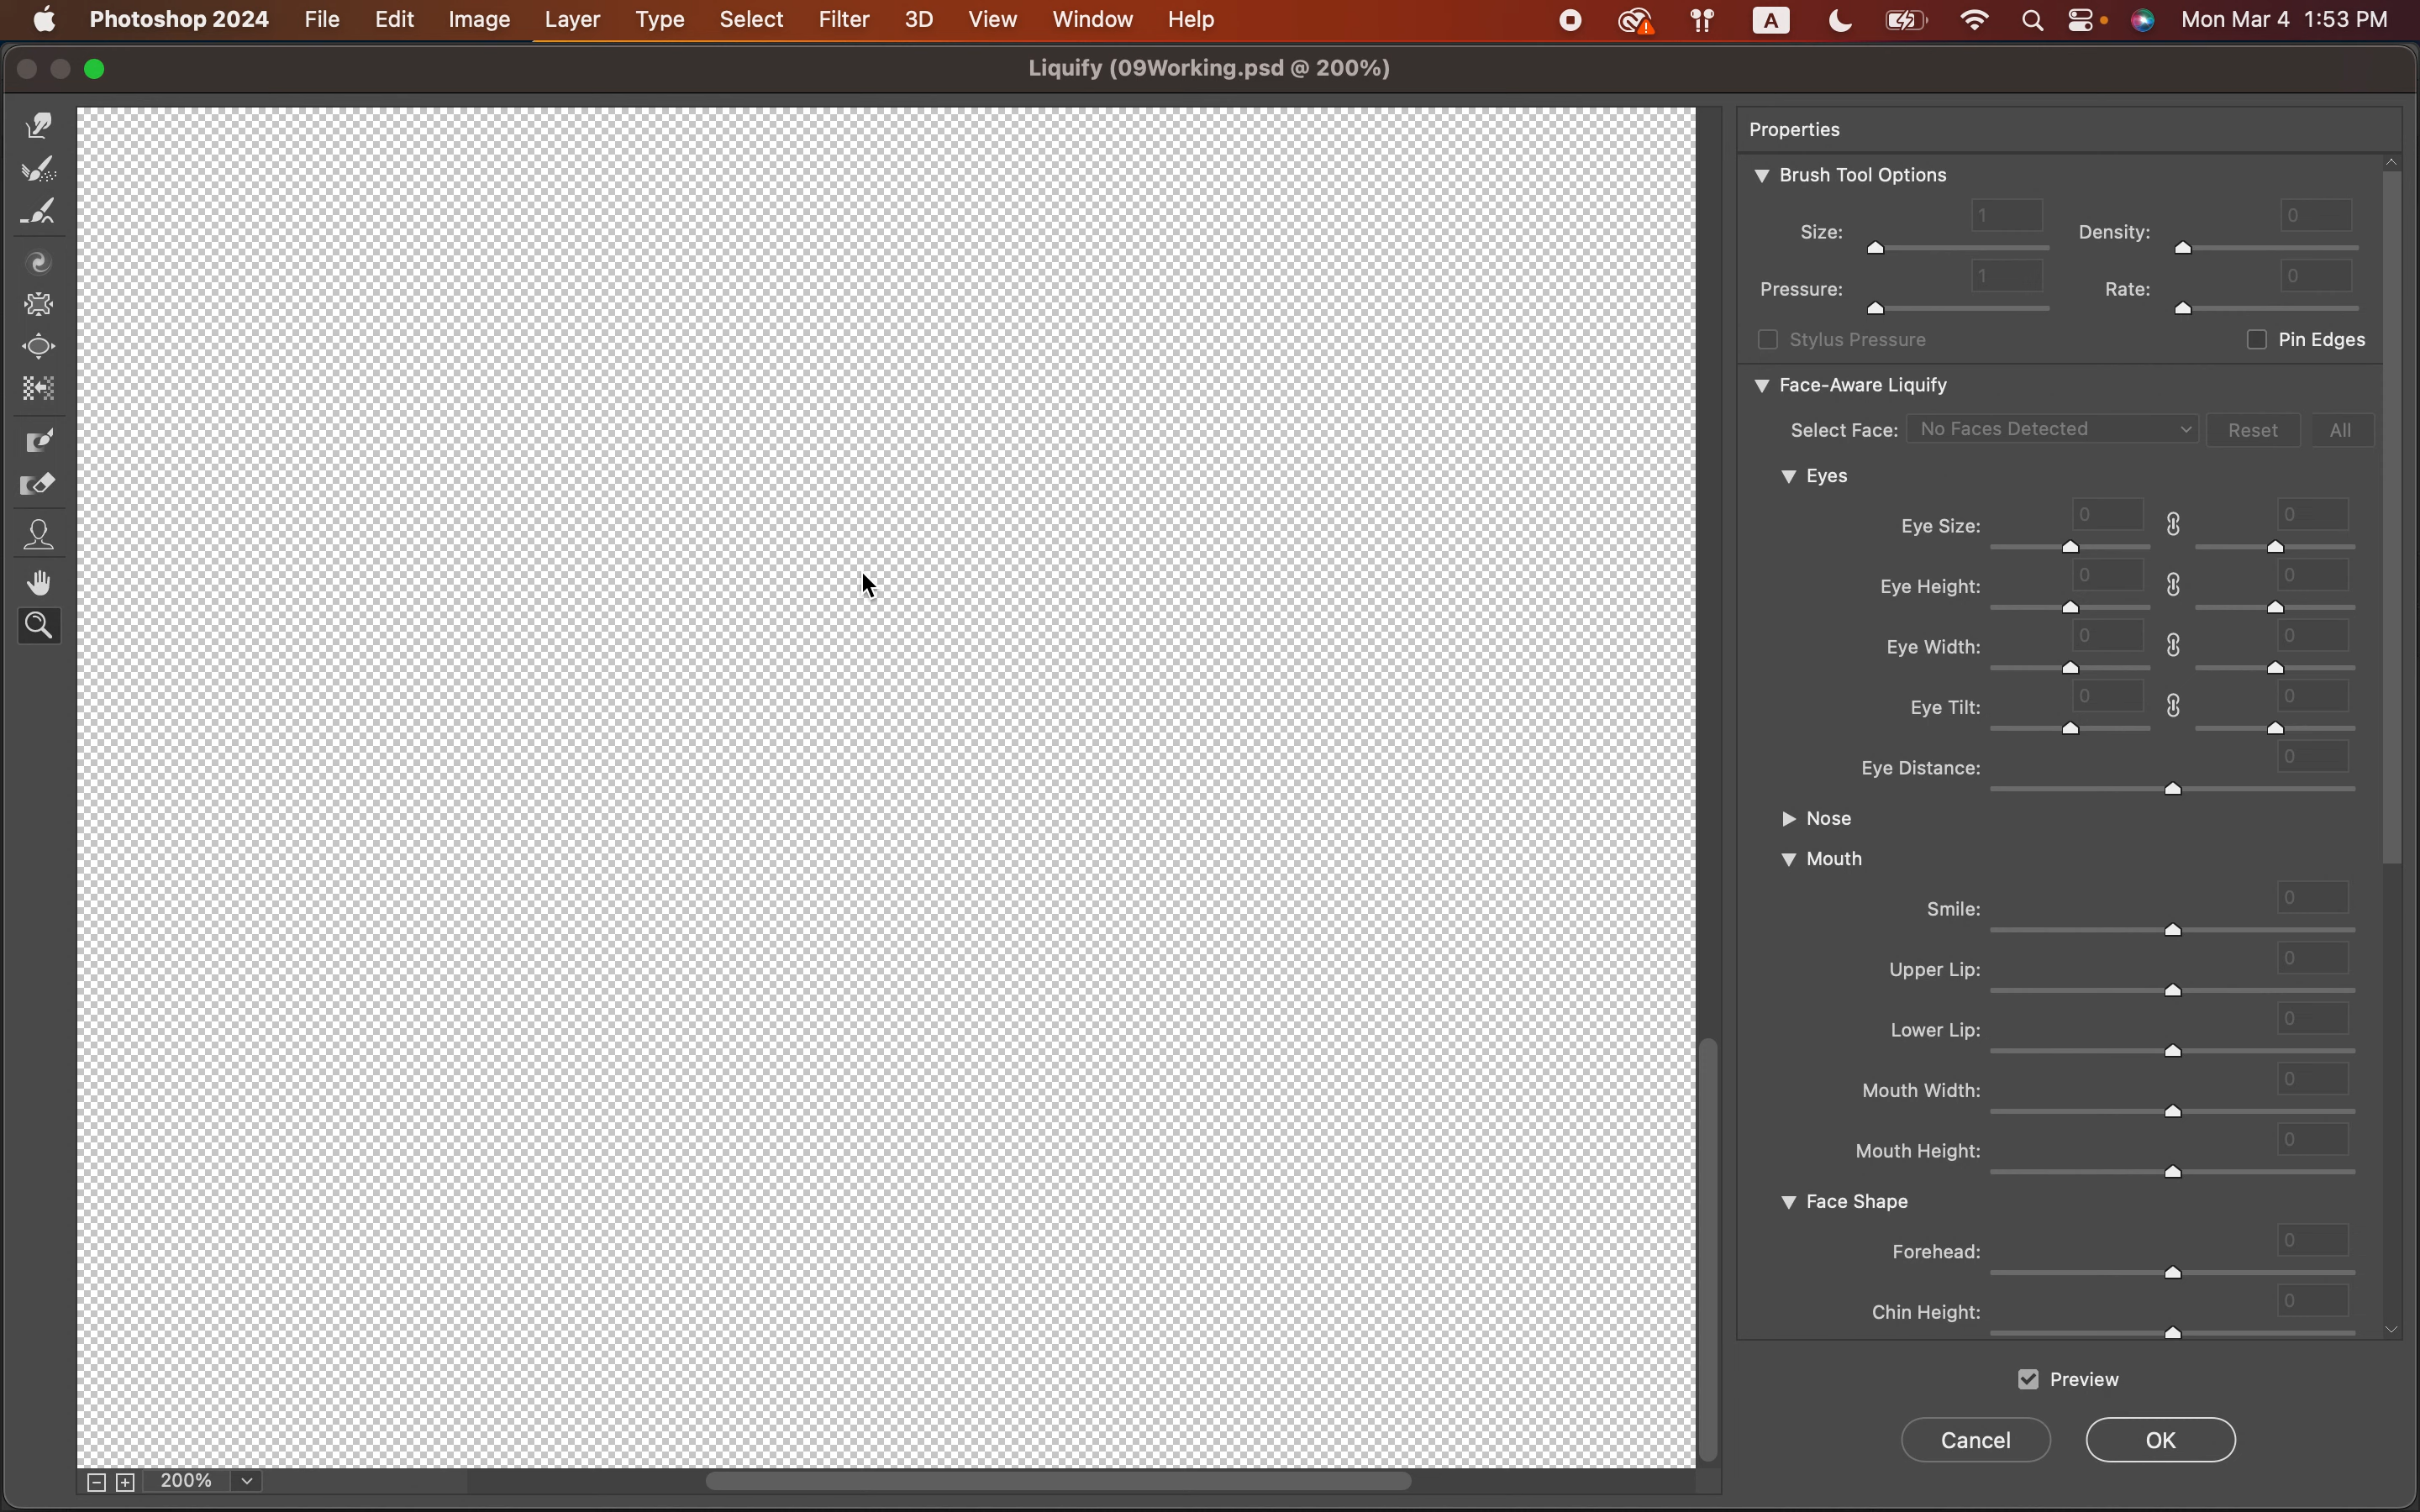 Photoshop 2024 File Edit Image Layer Type Select Filter 3D View Window Help A Mon Mar 4 1:53 PM
Liquify (09Working.psd @ 200%)
Properties
Brush Tool Options
Size: 1 Density: 0
Pressure: 1 Rate: 0
Stylus Pressure Pin Edges
Face-Aware Liquify
Select Face: No Faces Detected Reset All
Eyes
Eye Size: 0 0
Eye Height: 0 0
Eye Width: 0 0
Eye Tilt: 0 0
Eye Distance: 0
Nose
Mouth
Smile: 0
Upper Lip: 0
Lower Lip: 0
Mouth Width: 0
Mouth Height: 0
Face Shape
Forehead: 0
Chin Height: 0
Preview
Cancel OK
200%